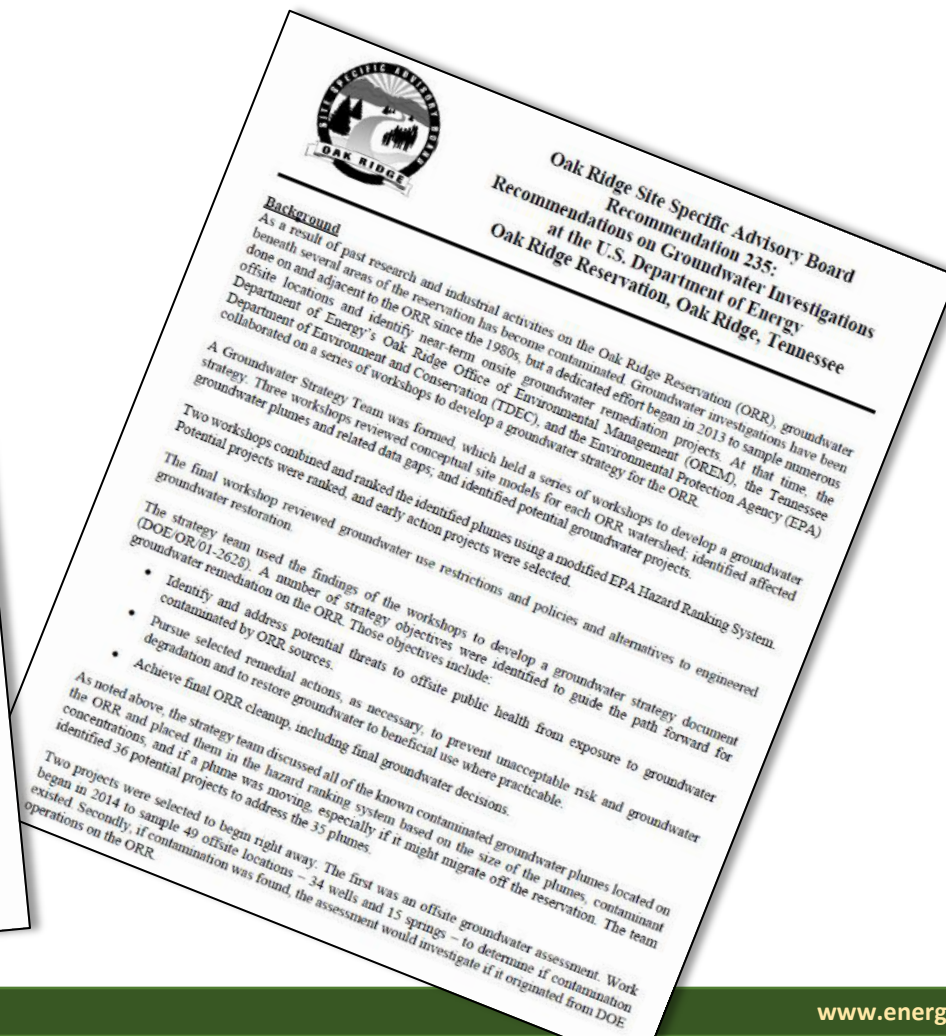 SITE SPECIFIC ADVISORY BOARD
OAK RIDGE
Oak Ridge Site Specific Advisory Board
Recommendation 235:
Recommendations on Groundwater Investigations
at the U.S. Department of Energy,
Oak Ridge Reservation, Oak Ridge, Tennessee
Background
As a result of past research and industrial activities on the Oak Ridge Reservation (ORR), groundwater
beneath several areas of the reservation has become contaminated. Groundwater investigations have been
done on and adjacent to the ORR since the 1980s, but a dedicated effort began in 2013 to sample numerous
offsite locations and identify near-term onsite groundwater remediation projects. At that time, the
Department of Energy's Oak Ridge Office of Environmental Management (OREM), the Tennessee
Department of Environment and Conservation (TDEC), and the Environmental Protection Agency (EPA)
collaborated on a series of workshops to develop a groundwater strategy for the ORR.
A Groundwater Strategy Team was formed, which held a series of workshops to develop a groundwater
strategy. Three workshops reviewed conceptual site models for each ORR watershed; identified affected
groundwater plumes and related data gaps; and identified potential groundwater projects.
Two workshops combined and ranked the identified plumes using a modified EPA Hazard Ranking System.
Potential projects were ranked, and early action projects were selected.
The final workshop reviewed groundwater use restrictions and policies and alternatives to engineered
groundwater restoration.
The strategy team used the findings of the workshops to develop a groundwater strategy document
(DOE/OR/01-2628). A number of strategy objectives were identified to guide the path forward for
groundwater remediation on the ORR. Those objectives include:
• Identify and address potential threats to offsite public health from exposure to groundwater
contaminated by ORR sources.
• Pursue selected remedial actions, as necessary, to prevent unacceptable risk and groundwater
degradation and to restore groundwater to beneficial use where practicable.
• Achieve final ORR cleanup, including final groundwater decisions.
As noted above, the strategy team discussed all of the known contaminated groundwater plumes located on
the ORR and placed them in the hazard ranking system based on the size of the plumes, contaminant
concentrations, and if a plume was moving, especially if it might migrate off the reservation. The team
identified 36 potential projects to address the 35 plumes.
Two projects were selected to begin right away. The first was an offsite groundwater assessment. Work
began in 2014 to sample 49 offsite locations – 34 wells and 15 springs – to determine if contamination
existed. Secondly, if contamination was found, the assessment would investigate if it originated from DOE
operations on the ORR.
www.energ